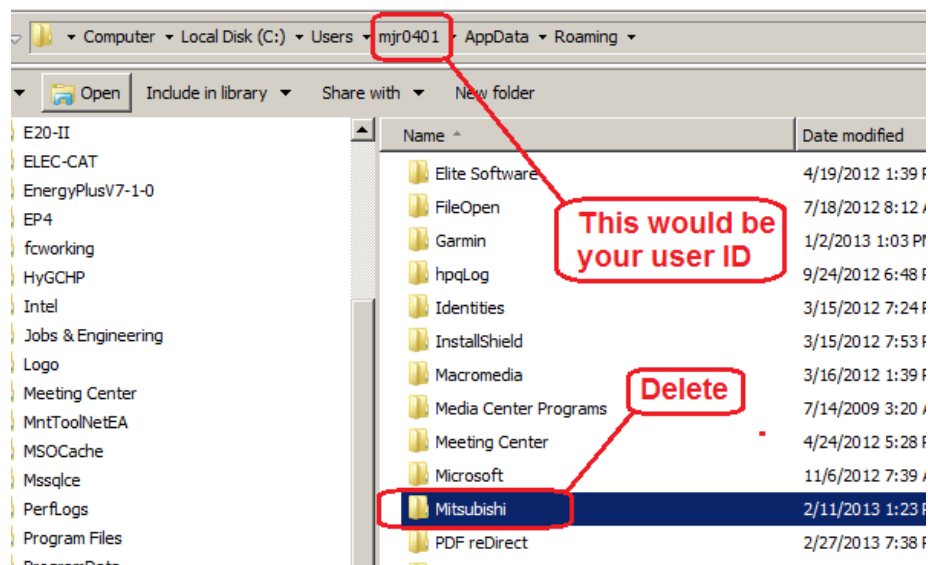 Computer Local Disk (C:) Users mjr0401 AppData Roaming
Open Include in library Share with New folder
E20-II
ELEC-CAT
EnergyPlusV7-1-0
EP4
fcworking
HyGCHP
Intel
Jobs & Engineering
Logo
Meeting Center
MntToolNetEA
MSOCache
Mssqlce
PerfLogs
Program Files
ProgramData
Name Date modified
Elite Software 4/19/2012 1:39
FileOpen 7/18/2012 8:12
Garmin 1/2/2013 1:03 PM
hpqLog 9/24/2012 6:48
Identities 3/15/2012 7:24
InstallShield 3/15/2012 7:53
Macromedia 3/16/2012 1:39
Media Center Programs 7/14/2009 3:20
Meeting Center 4/24/2012 5:28
Microsoft 11/6/2012 7:39
Mitsubishi 2/11/2013 1:23
PDF reDirect 2/27/2013 7:38
This would be
your user ID
Delete